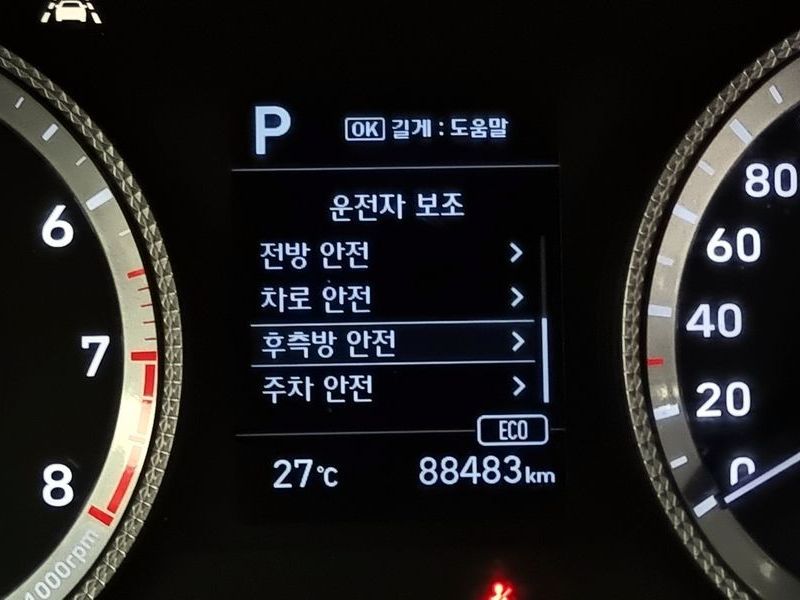 P
OK 길게 : 도움말
운전자 보조
전방 안전
차로 안전
후측방 안전
주차 안전
ECO
27℃
88483km
6
7
8
1000rpm
80
60
40
20
0